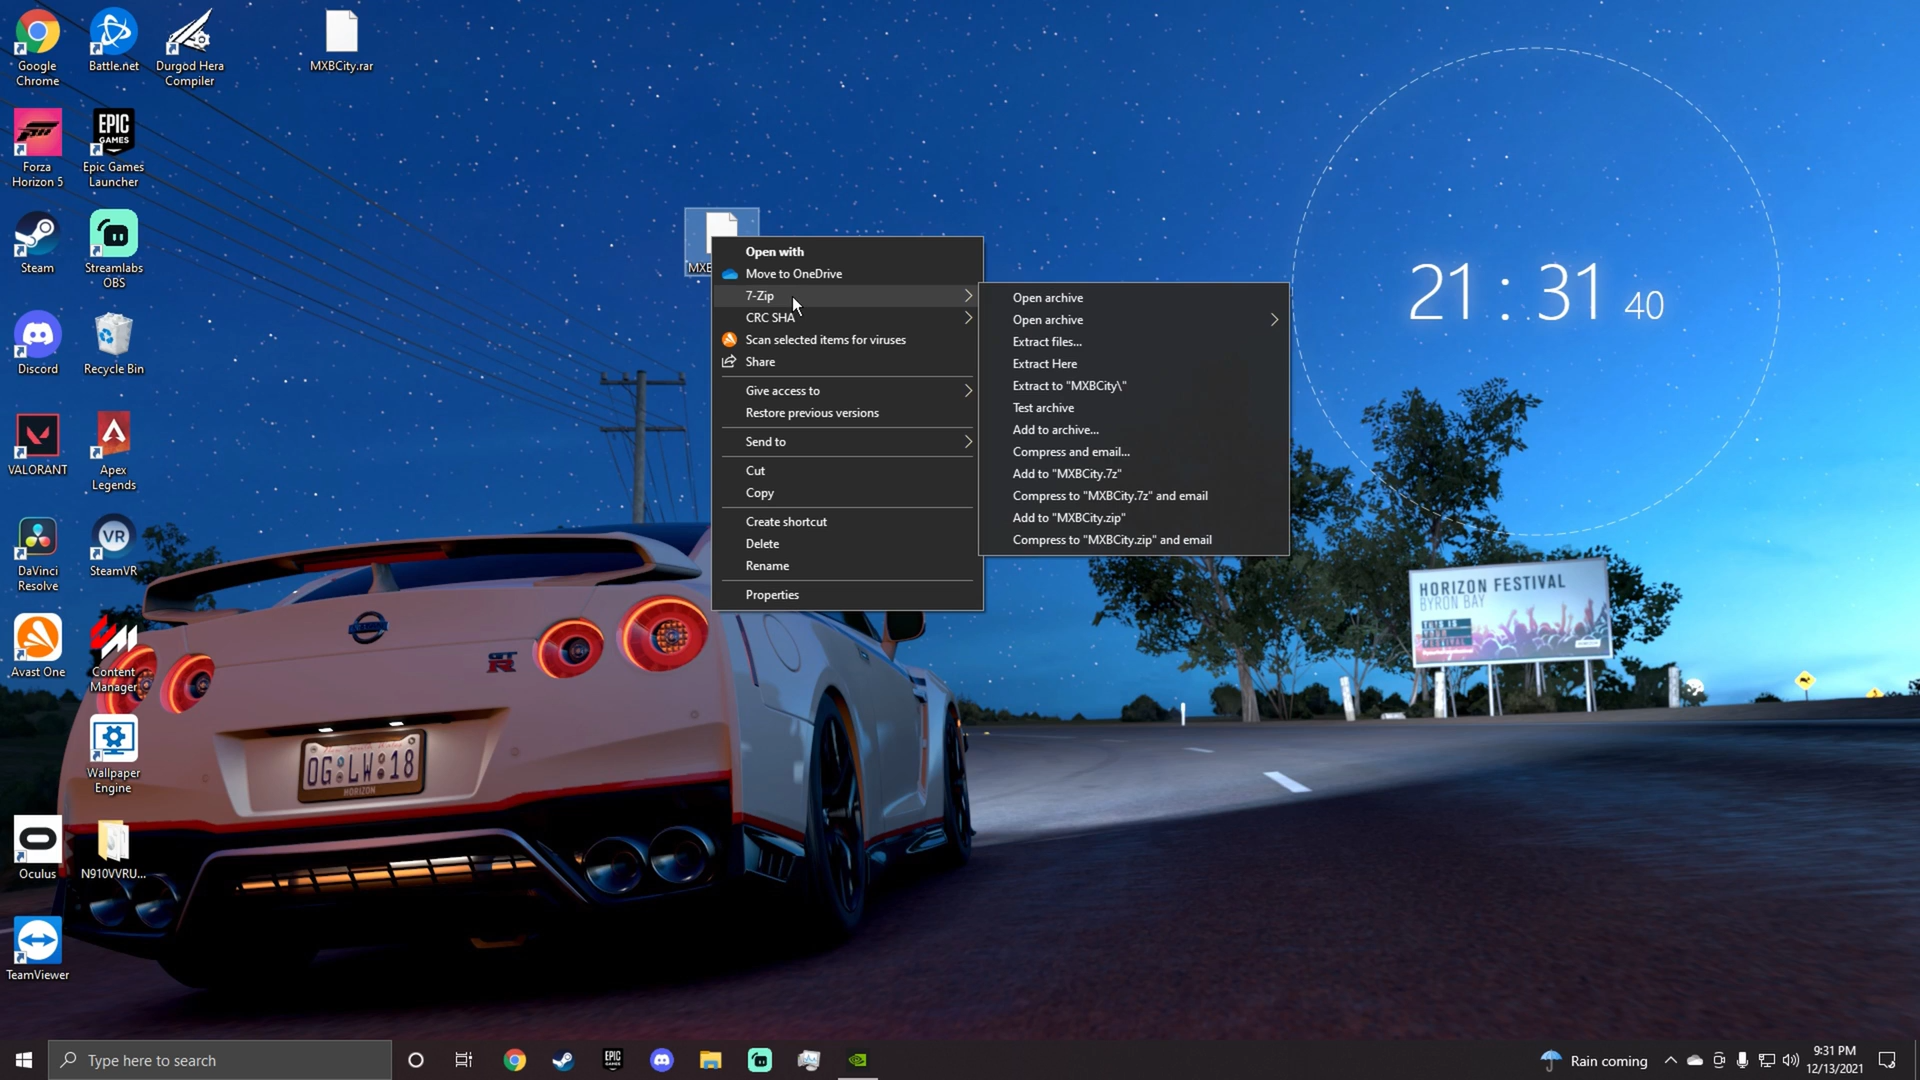 Google
Chrome
Battle.net
Durgod Hera
Compiler
MXBCity.rar
Forza
Horizon 5
EPIC
GAMES
Epic Games
Launcher
Steam
Streamlabs
OBS
Discord
Recycle Bin
VALORANT
Apex
Legends
DaVinci
Resolve
VR
SteamVR
Avast One
Content
Manager
Wallpaper
Engine
Oculus
N910VVRU...
TeamViewer
MXB
Open with
Move to OneDrive
7-Zip
CRC SHA
Scan selected items for viruses
Share
Give access to
Restore previous versions
Send to
Cut
Copy
Create shortcut
Delete
Rename
Properties
Open archive
Open archive
Extract files...
Extract Here
Extract to "MXBCity\"
Test archive
Add to archive...
Compress and email...
Add to "MXBCity.7z"
Compress to "MXBCity.7z" and email
Add to "MXBCity.zip"
Compress to "MXBCity.zip" and email
21 : 31 40
HORIZON FESTIVAL
BYRON BAY
GT R
OG LW 18
HORIZON
Type here to search
EPIC
GAMES
Rain coming
9:31 PM
12/13/2021